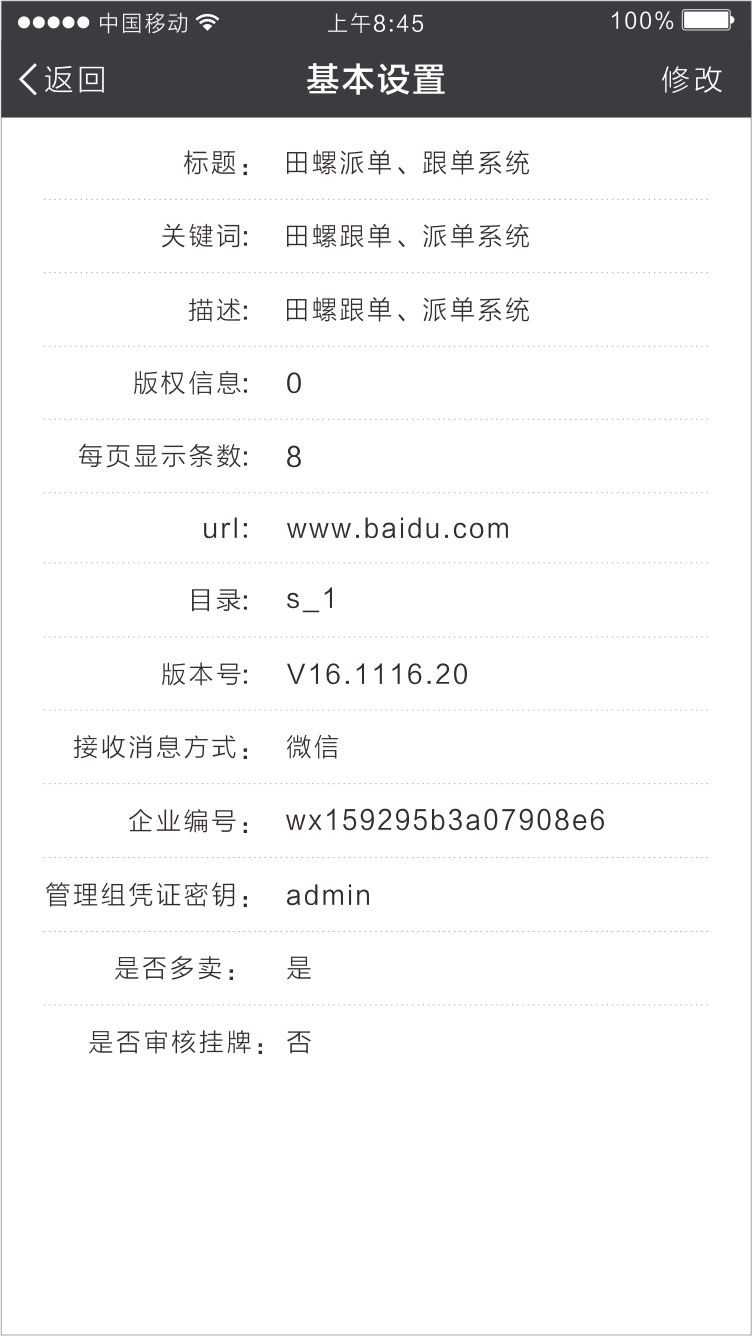 中国移动 上午8:45 100%
返回 基本设置 修改
标题： 田螺派单、跟单系统
关键词: 田螺跟单、派单系统
描述: 田螺跟单、派单系统
版权信息: 0
每页显示条数: 8
url: www.baidu.com
目录: s_1
版本号: V16.1116.20
接收消息方式： 微信
企业编号： wx159295b3a07908e6
管理组凭证密钥： admin
是否多卖： 是
是否审核挂牌： 否